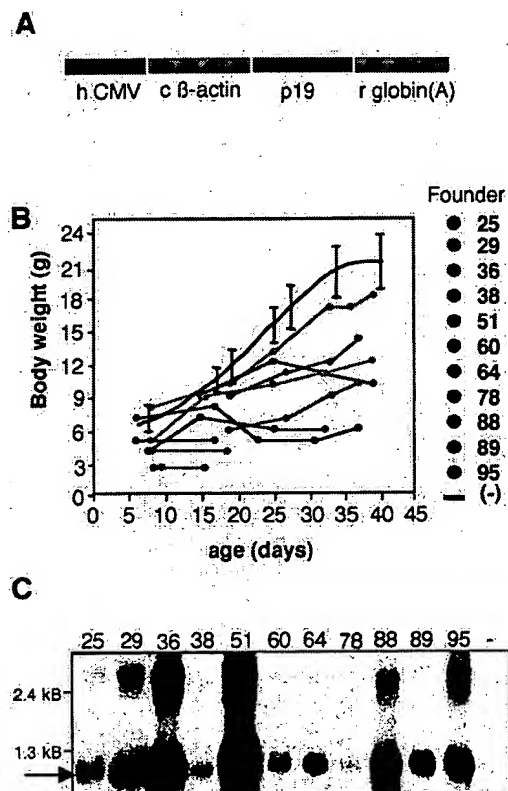 A
h CMV c ß-actin p19 r globin(A)
B
Founder
25
29
36
38
51
60
64
78
88
89
95
(-)
Body weight (g)
24
21
18
15
12
9
6
3
0
0 5 10 15 20 25 30 35 40 45
age (days)
C
25 29 36 38 51 60 64 78 88 89 95 -
2.4 kB
1.3 kB